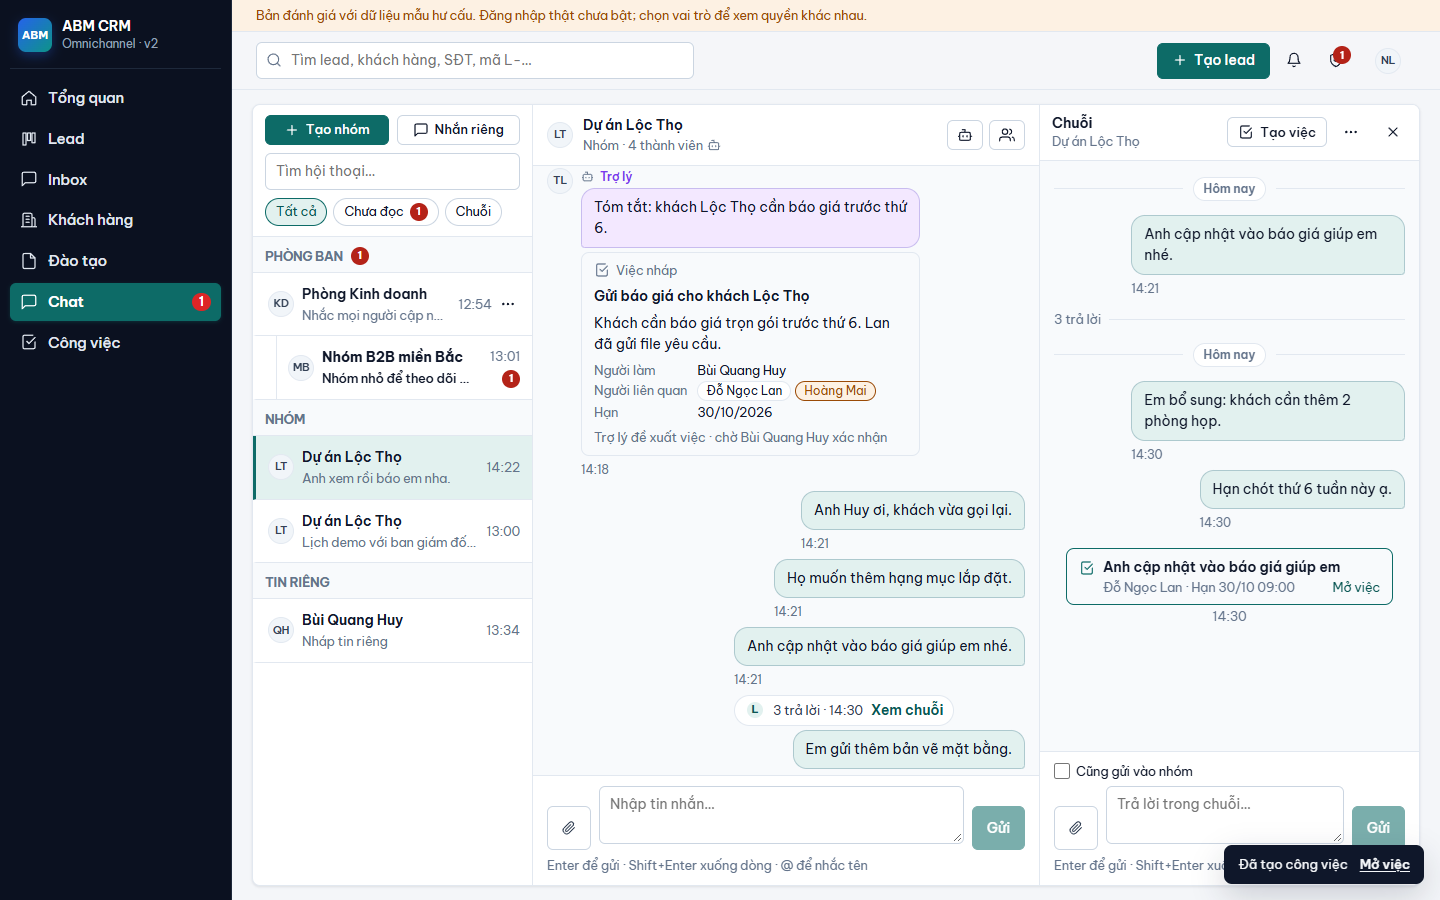 Bản đánh giá với dữ liệu mẫu hư cấu. Đăng nhập thật chưa bật; chọn vai trò để xem quyền khác nhau.
ABM
ABM CRM
Omnichannel · v2
Tổng quan
Lead
Inbox
Khách hàng
Đào tạo
Chat 1
Công việc
Tìm lead, khách hàng, SĐT, mã L-...
Tạo lead
1
NL
Tạo nhóm
Nhắn riêng
Tìm hội thoại...
Tất cả
Chưa đọc 1
Chuỗi
PHÒNG BAN 1
KD
Phòng Kinh doanh
Nhắc mọi người cập n...
12:54
MB
Nhóm B2B miền Bắc
13:01
Nhóm nhỏ để theo dõi ...
1
NHÓM
LT
Dự án Lộc Thọ
Anh xem rồi báo em nha.
14:22
LT
Dự án Lộc Thọ
Lịch demo với ban giám đố...
13:00
TIN RIÊNG
QH
Bùi Quang Huy
Nháp tin riêng
13:34
LT
Dự án Lộc Thọ
Nhóm · 4 thành viên
TL
Trợ lý
Tóm tắt: khách Lộc Thọ cần báo giá trước thứ
6.
Việc nháp
Gửi báo giá cho khách Lộc Thọ
Khách cần báo giá trọn gói trước thứ 6. Lan
đã gửi file yêu cầu.
Người làm Bùi Quang Huy
Người liên quan Đỗ Ngọc Lan Hoàng Mai
Hạn 30/10/2026
Trợ lý đề xuất việc · chờ Bùi Quang Huy xác nhận
14:18
Anh Huy ơi, khách vừa gọi lại.
14:21
Họ muốn thêm hạng mục lắp đặt.
14:21
Anh cập nhật vào báo giá giúp em nhé.
14:21
L 3 trả lời · 14:30 Xem chuỗi
Em gửi thêm bản vẽ mặt bằng.
Nhập tin nhắn...
Gửi
Enter để gửi · Shift+Enter xuống dòng · @ để nhắc tên
Chuỗi
Dự án Lộc Thọ
Tạo việc
Hôm nay
Anh cập nhật vào báo giá giúp em
nhé.
14:21
3 trả lời
Hôm nay
Em bổ sung: khách cần thêm 2
phòng họp.
14:30
Hạn chót thứ 6 tuần này ạ.
14:30
Anh cập nhật vào báo giá giúp em
Đỗ Ngọc Lan · Hạn 30/10 09:00 Mở việc
14:30
Cũng gửi vào nhóm
Trả lời trong chuỗi...
Gửi
Enter để gửi · Shift+Enter
Đã tạo công việc Mở việc